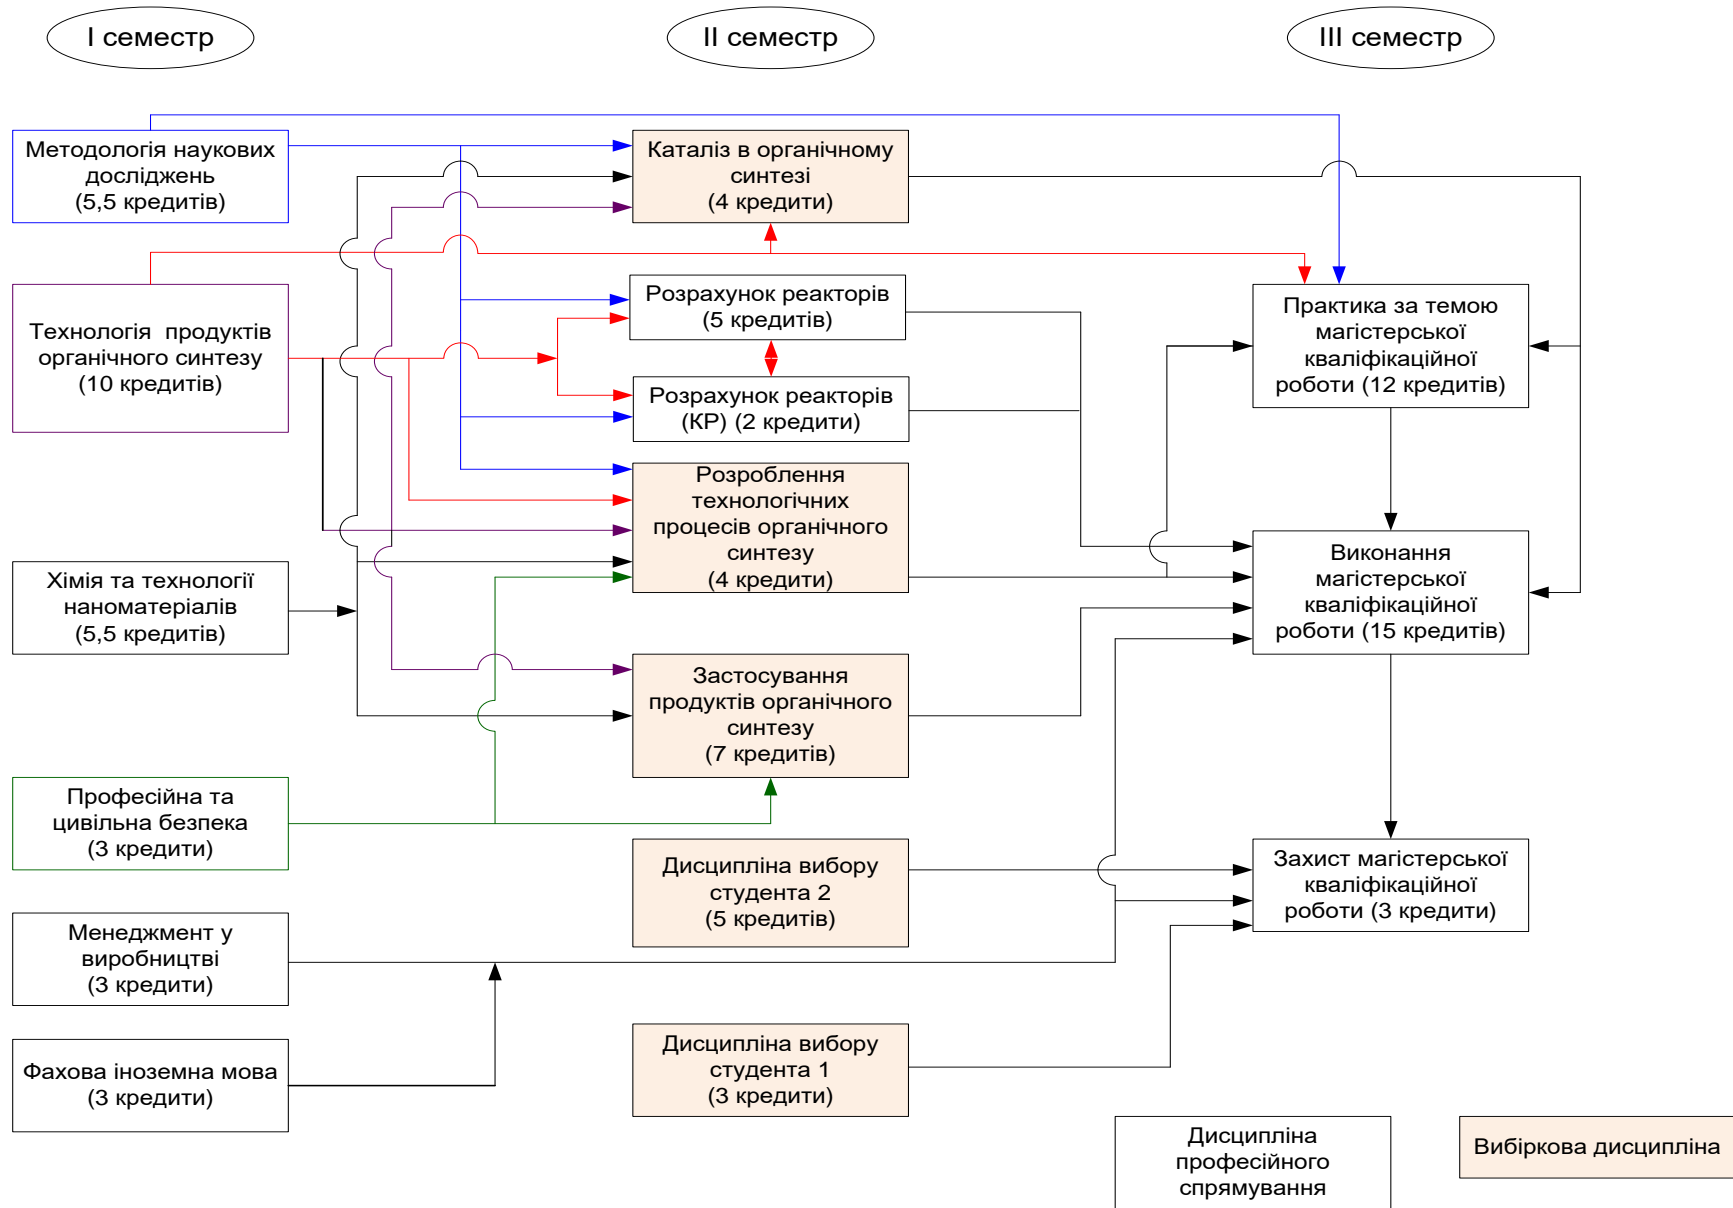 I семестр
II семестр
III семестр
Методологія наукових
досліджень
(5,5 кредитів)
Технологія продуктів
органічного синтезу
(10 кредитів)
Хімія та технології
наноматеріалів
(5,5 кредитів)
Професійна та
цивільна безпека
(3 кредити)
Менеджмент у
виробництві
(3 кредити)
Фахова іноземна мова
(3 кредити)
Каталіз в органічному
синтезі
(4 кредити)
Розрахунок реакторів
(5 кредитів)
Розрахунок реакторів
(КР) (2 кредити)
Розроблення
технологічних
процесів органічного
синтезу
(4 кредити)
Застосування
продуктів органічного
синтезу
(7 кредитів)
Дисципліна вибору
студента 2
(5 кредитів)
Дисципліна вибору
студента 1
(3 кредити)
Практика за темою
магістерської
кваліфікаційної
роботи (12 кредитів)
Виконання
магістерської
кваліфікаційної
роботи (15 кредитів)
Захист магістерської
кваліфікаційної
роботи (3 кредити)
Дисципліна
професійного
спрямування
Вибіркова дисципліна